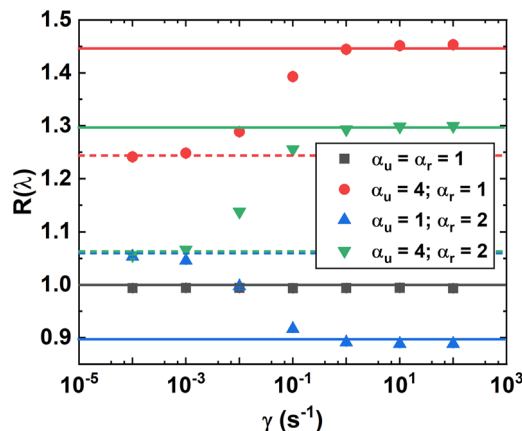 1.5
1.4
1.3
1.2
1.1
1.0
0.9
R(λ)
αu = αr = 1
αu = 4; αr = 1
αu = 1; αr = 2
αu = 4; αr = 2
10-5 10-3 10-1 101 103
γ (s-1)